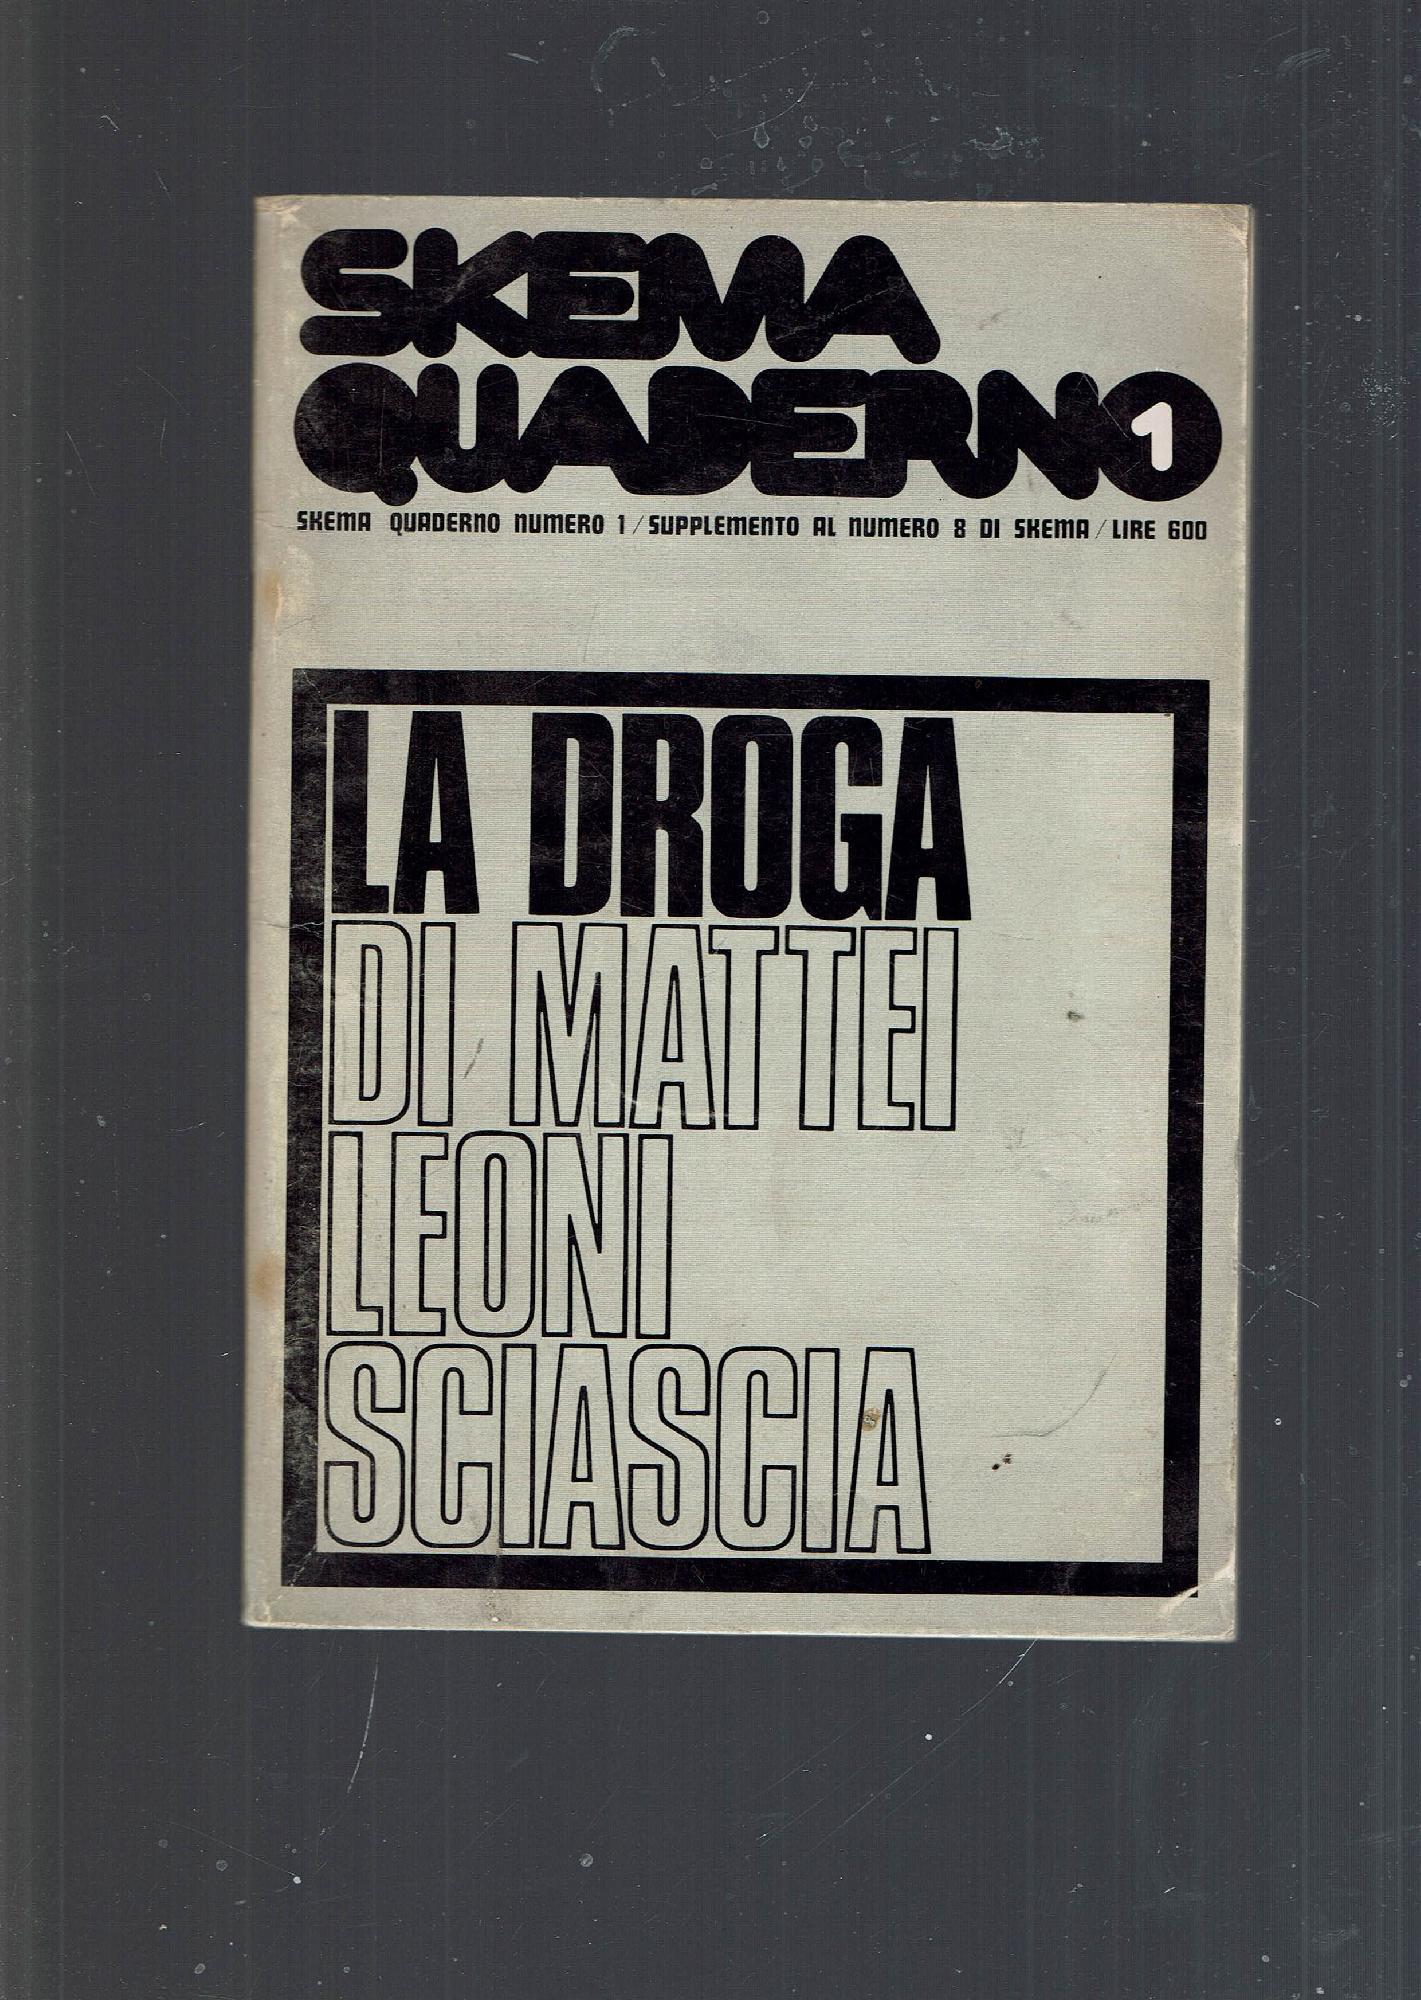 SKEMA
QUADERNO 1
SKEMA QUADERNO NUMERO 1 / SUPPLEMENTO AL NUMERO 8 DI SKEMA / LIRE 600
LA DROGA
DI MATTEI
LEONI
SCIASCIA